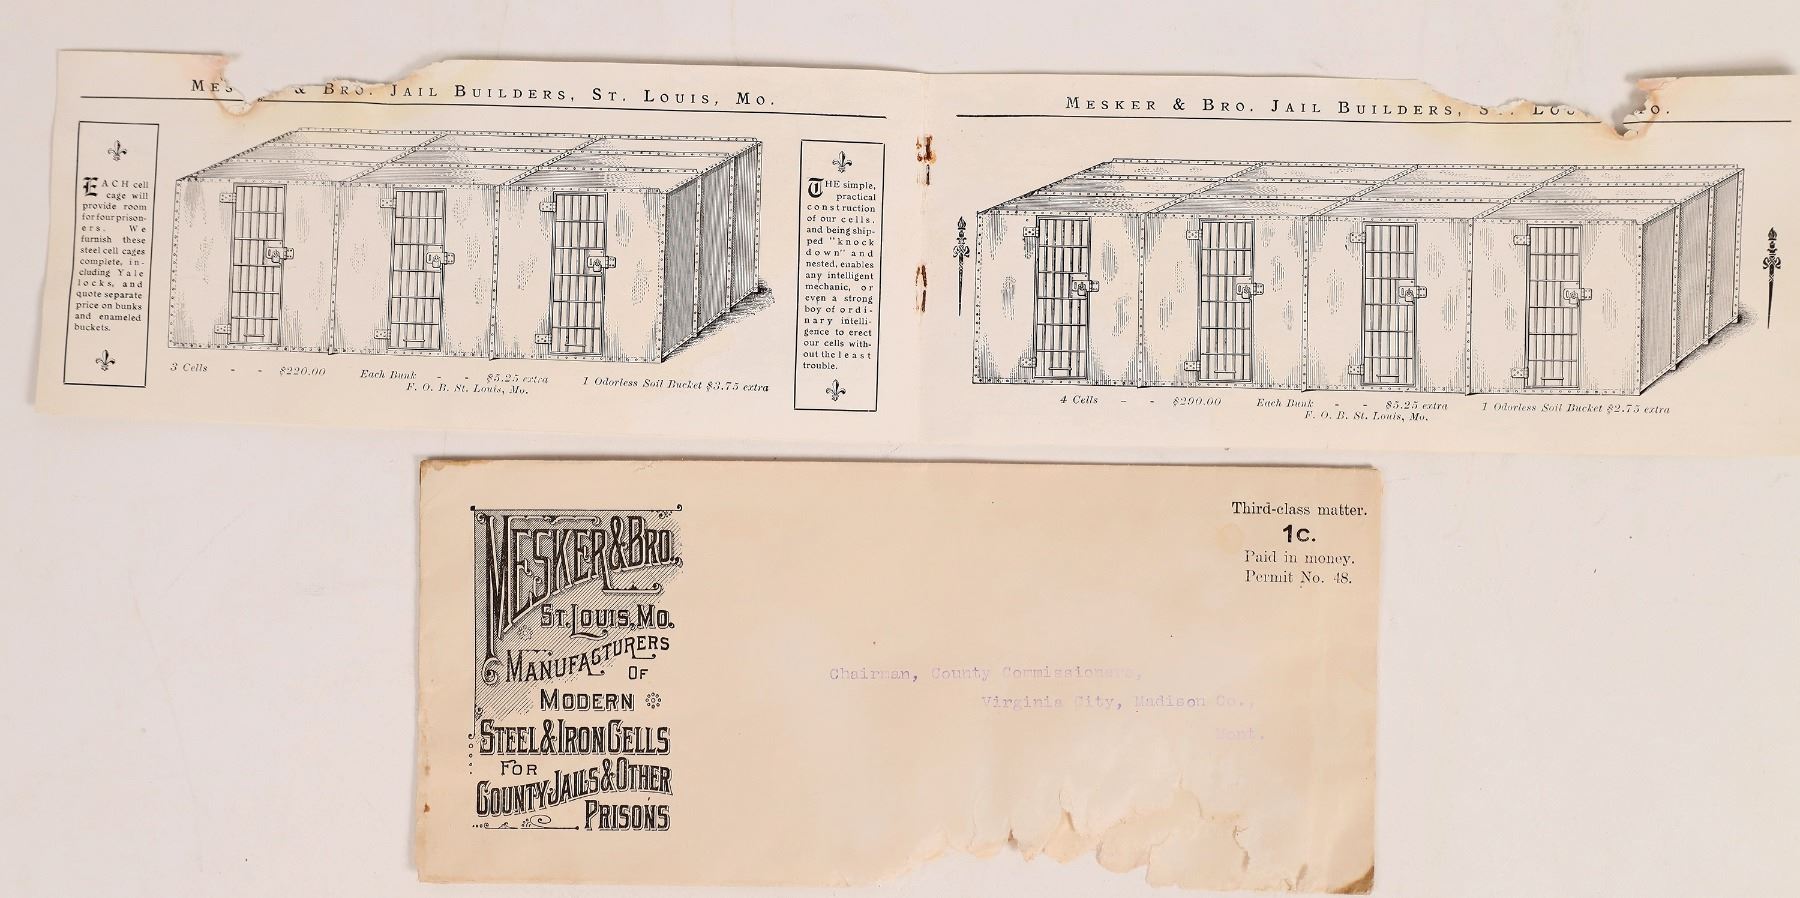 MESKER & BRO. JAIL BUILDERS, ST. LOUIS, MO.
EACH cell
cage will
provide room
for four prison-
ers. We
furnish these
steel cell cages
complete, in-
cluding Yale
locks, and
quote separate
price on bunks
and enameled
buckets.
THE simple,
practical
construction
of our cells,
and being ship-
ped "knock
down" and
nested, enables
any intelligent
mechanic, or
even a strong
boy of ordi-
nary intelli-
gence to erect
our cells with-
out the least
trouble.
3 Cells - - $220.00 Each Bunk - - $5.25 extra 1 Odorless Soil Bucket $3.75 extra
F. O. B. St. Louis, Mo.
MESKER & BRO. JAIL BUILDERS, ST. LOUIS, MO.
4 Cells - - $290.00 Each Bunk - - $5.25 extra 1 Odorless Soil Bucket $2.75 extra
F. O. B. St. Louis, Mo.
MESKER & BRO.,
ST. LOUIS, MO.
MANUFACTURERS
OF
MODERN
STEEL & IRON CELLS
FOR
COUNTY JAILS & OTHER
PRISONS
Third-class matter.
1c.
Paid in money.
Permit No. 48.
Chairman, County Commissioners,
Virginia City, Madison Co.,
Mont.